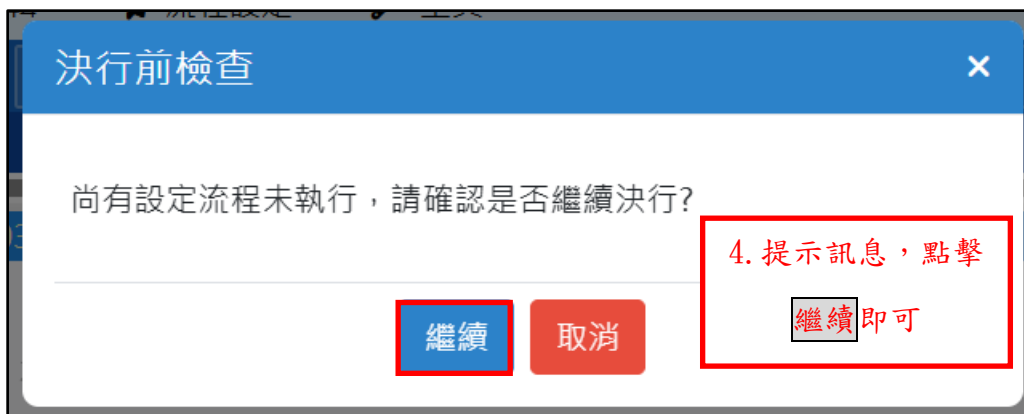 決行前檢查
×
尚有設定流程未執行，請確認是否繼續決行?
4.提示訊息，點擊
繼續即可
繼續
取消